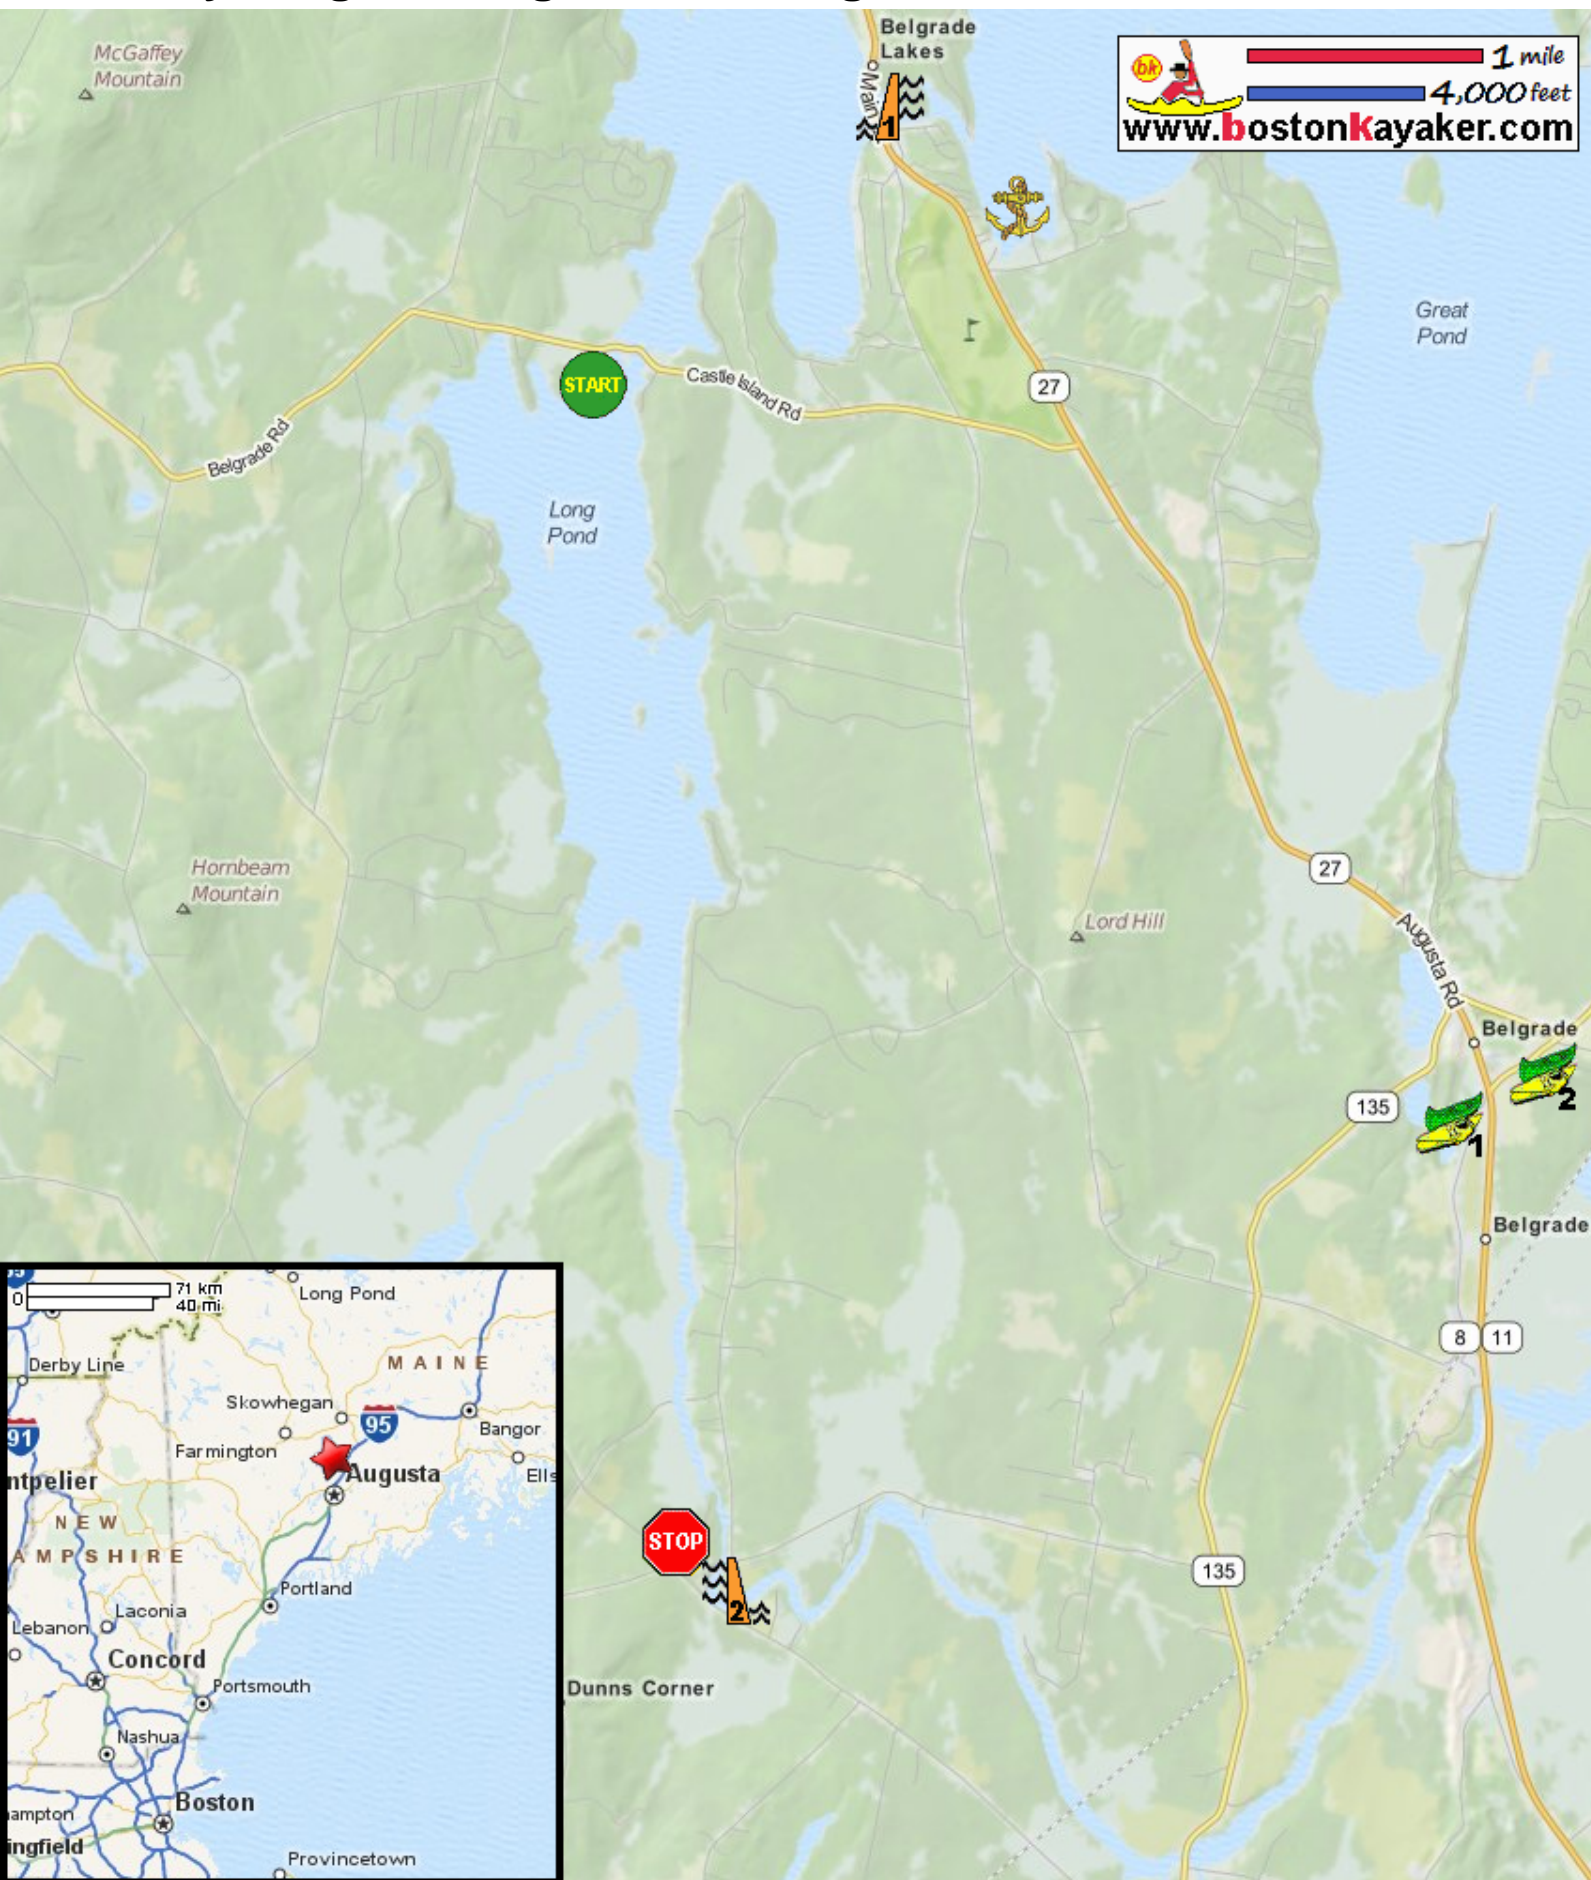 Belgrade
Lakes
McGaffey
Mountain
bk
1 mile
4,000 feet
www.bostonkayaker.com
Main
1
Great
Pond
START
Castle Island Rd
27
Belgrade Rd
Long
Pond
Hornbeam
Mountain
27
Lord Hill
Augusta Rd
Belgrade
2
135
1
Belgrade
8
11
STOP
135
2
Dunns Corner
0
71 km
40 mi
Long Pond
Derby Line
MAINE
Skowhegan
95
91
Farmington
Bangor
Ells
Augusta
ntpelier
NEW
AMPSHIRE
Portland
Laconia
Lebanon
Concord
Portsmouth
Nashua
Boston
ampton
ingfield
Provincetown